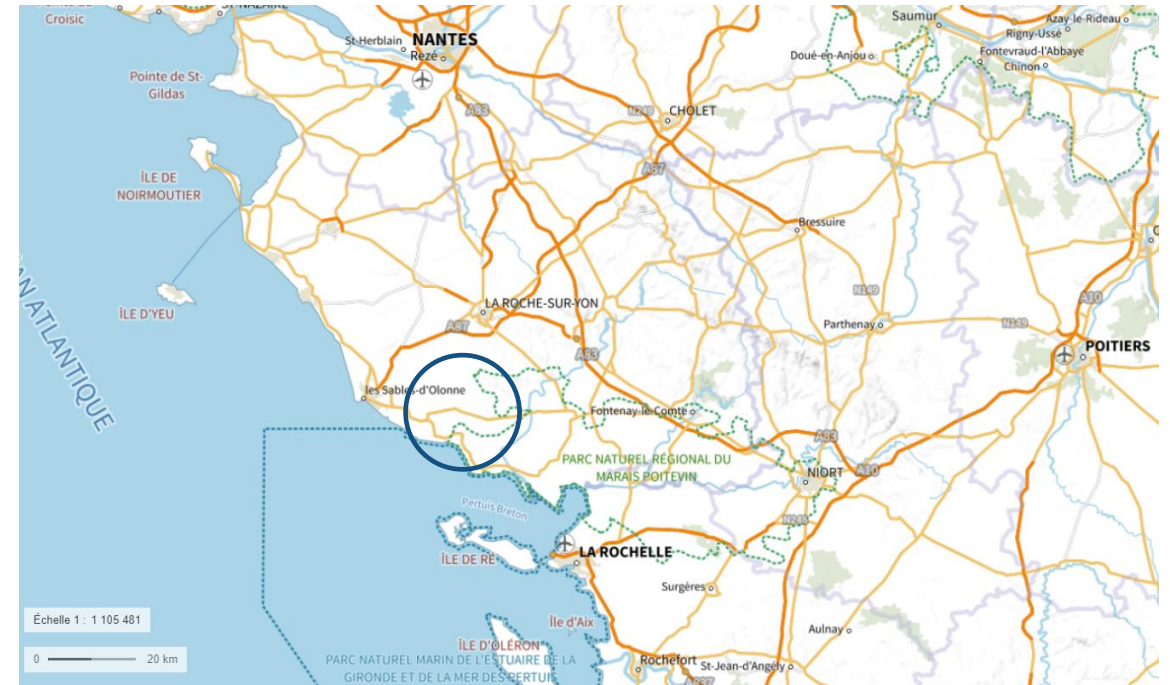 Croisic
ST-NAZAIRE
St-Herblain
NANTES
Rezé
Saumur
Azay-le-Rideau
Rigny-Ussé
Fontevraud-l'Abbaye
Chinon
Doué-en-Anjou
Pointe de St-
Gildas
A83
N249
CHOLET
A87
ÎLE DE
NOIRMOUTIER
Bressuire
N149
A10
ÎLE D'YEU
LA ROCHE-SUR-YON
A87
Parthenay
N149
A83
POITIERS
AN ATLANTIQUE
les Sables-d'Olonne
Fontenay-le-Comte
A83
PARC NATUREL RÉGIONAL DU
MARAIS POITEVIN
NIORT
A10
Pertuis Breton
N248
ÎLE DE RÉ
LA ROCHELLE
Surgères
Échelle 1 : 1 105 481
Île d'Aix
Aulnay
ÎLE D'OLÉRON
0
20 km
PARC NATUREL MARIN DE L'ESTUAIRE DE LA
GIRONDE ET DE LA MER DES PERTUIS
Rochefort
St-Jean-d'Angély
A837